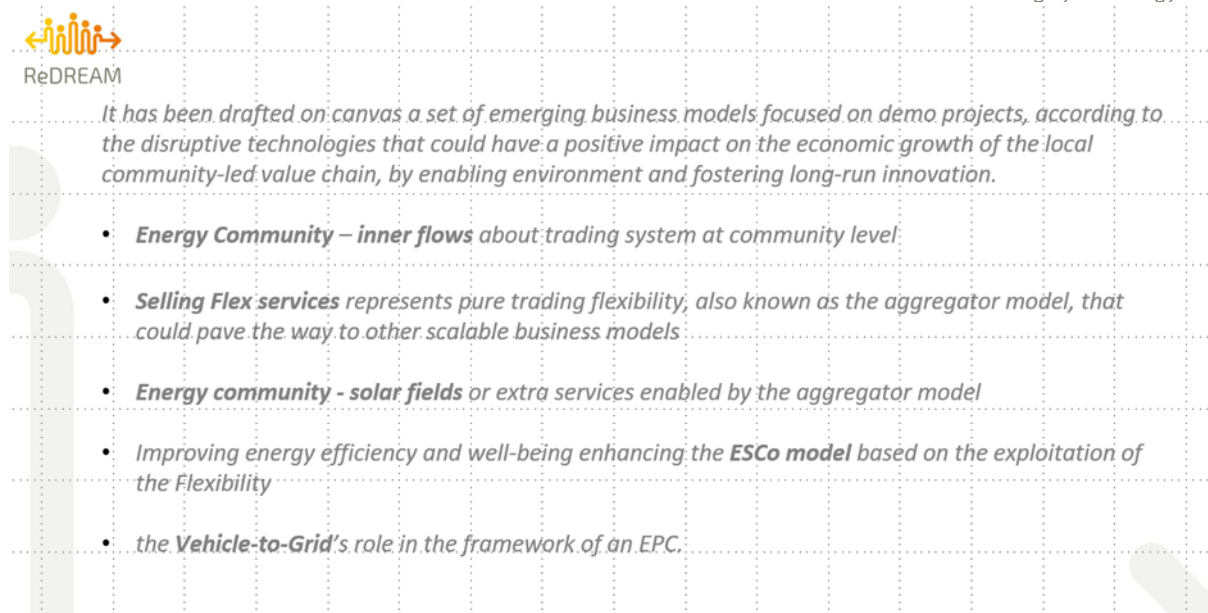 ReDREAM
It has been drafted on canvas a set of emerging business models focused on demo projects, according to
the disruptive technologies that could have a positive impact on the economic growth of the local
community-led value chain, by enabling environment and fostering long-run innovation.
• Energy Community – inner flows about trading system at community level
• Selling Flex services represents pure trading flexibility, also known as the aggregator model, that
could pave the way to other scalable business models
• Energy community - solar fields or extra services enabled by the aggregator model
• Improving energy efficiency and well-being enhancing the ESCo model based on the exploitation of
the Flexibility
• the Vehicle-to-Grid's role in the framework of an EPC.